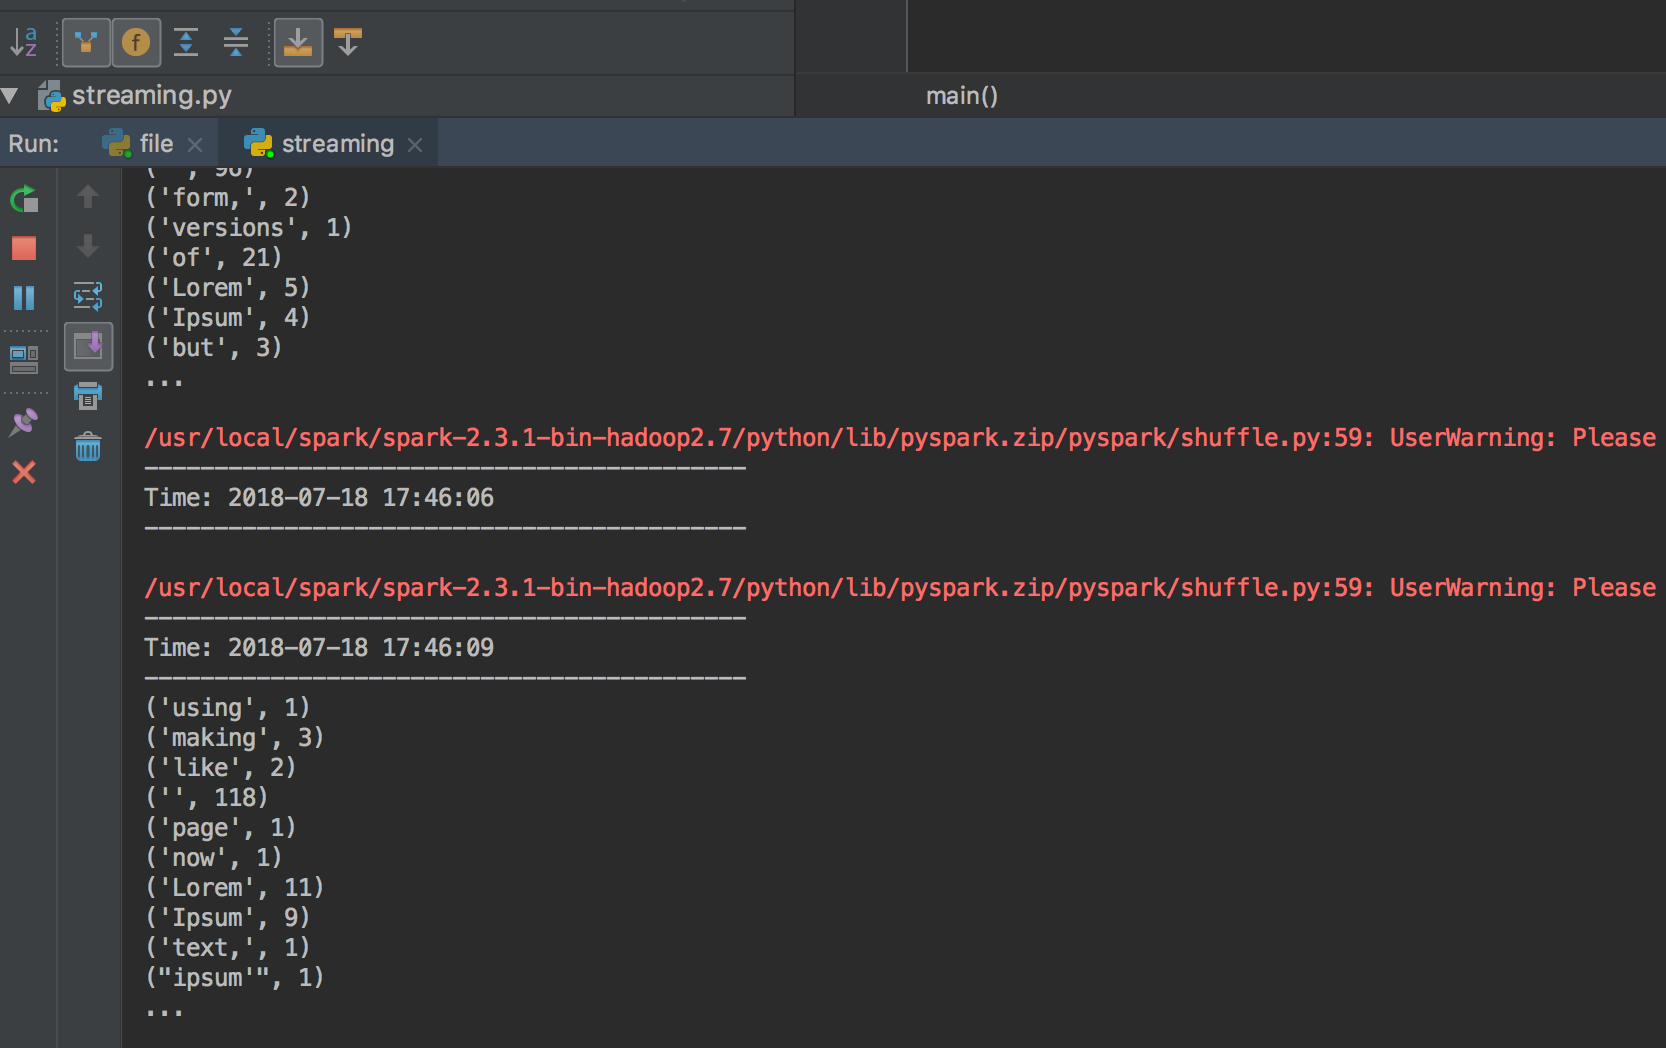 a
z
f
streaming.py
main()
Run:
file
streaming
('', 96)
('form,', 2)
('versions', 1)
('of', 21)
('Lorem', 5)
('Ipsum', 4)
('but', 3)
...
/usr/local/spark/spark-2.3.1-bin-hadoop2.7/python/lib/pyspark.zip/pyspark/shuffle.py:59: UserWarning: Please
-------------------------------------------
Time: 2018-07-18 17:46:06
-------------------------------------------
/usr/local/spark/spark-2.3.1-bin-hadoop2.7/python/lib/pyspark.zip/pyspark/shuffle.py:59: UserWarning: Please
-------------------------------------------
Time: 2018-07-18 17:46:09
-------------------------------------------
('using', 1)
('making', 3)
('like', 2)
('', 118)
('page', 1)
('now', 1)
('Lorem', 11)
('Ipsum', 9)
('text,', 1)
("ipsum'", 1)
...